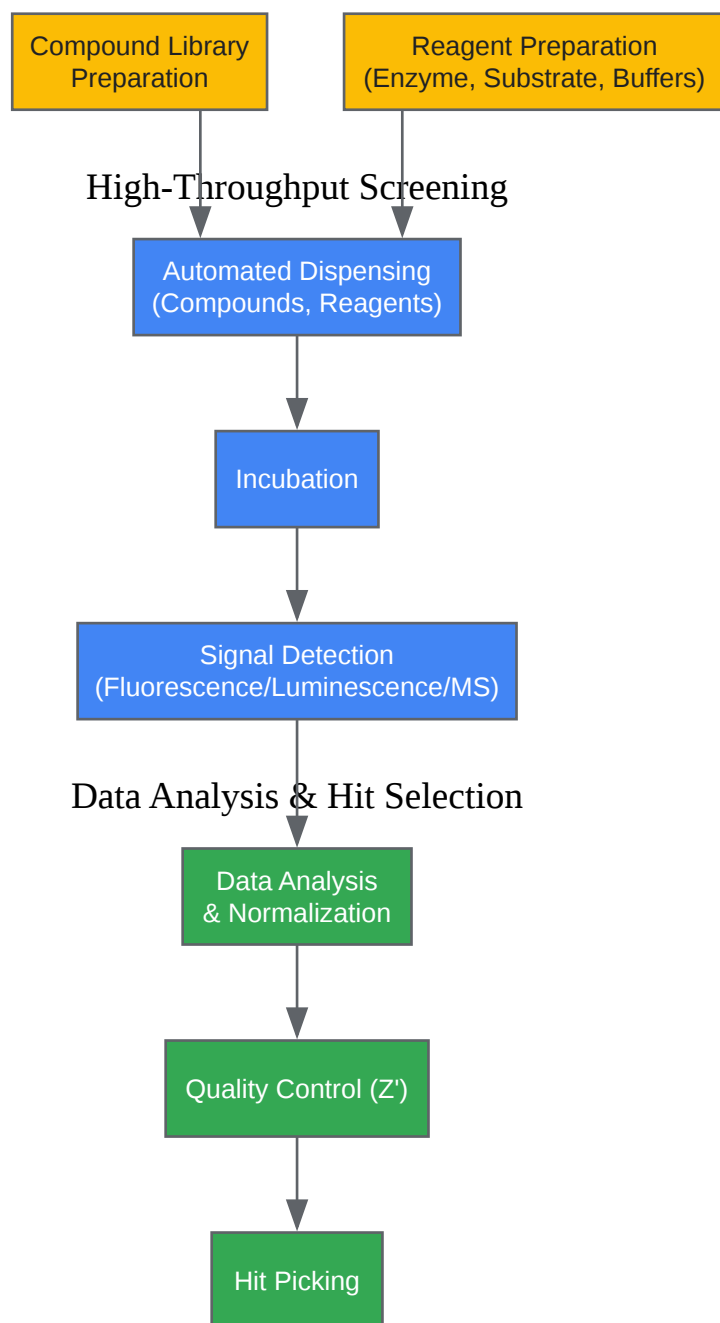 Compound Library
Preparation
Reagent Preparation
(Enzyme, Substrate, Buffers)
High-Throughput Screening
Automated Dispensing
(Compounds, Reagents)
Incubation
Signal Detection
(Fluorescence/Luminescence/MS)
Data Analysis & Hit Selection
Data Analysis
& Normalization
Quality Control (Z')
Hit Picking